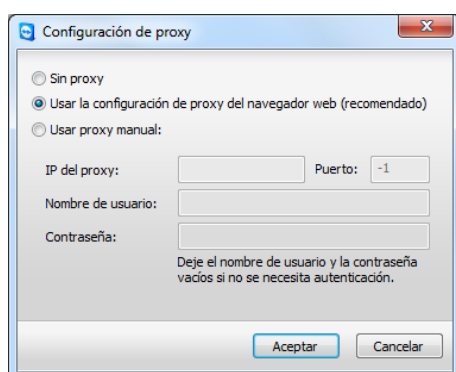 Configuración de proxy
Sin proxy
Usar la configuración de proxy del navegador web (recomendado)
Usar proxy manual:
IP del proxy: Puerto: -1
Nombre de usuario:
Contraseña:
Deje el nombre de usuario y la contraseña
vacíos si no se necesita autenticación.
Aceptar Cancelar